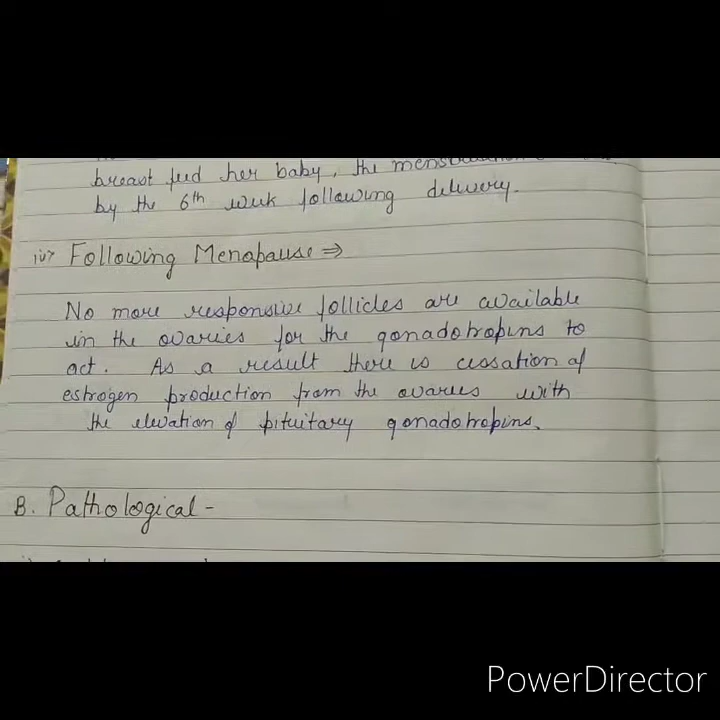 breast feed her baby, the menstruation
by the 6th week following delivery.
iv> Following Menopause ⇒
No more responsive follicles are available
in the ovaries for the gonadotropins to
act. As a result there is cessation of
estrogen production from the ovaries with
the elevation of pituitary gonadotropins.
B. Pathological -
PowerDirector